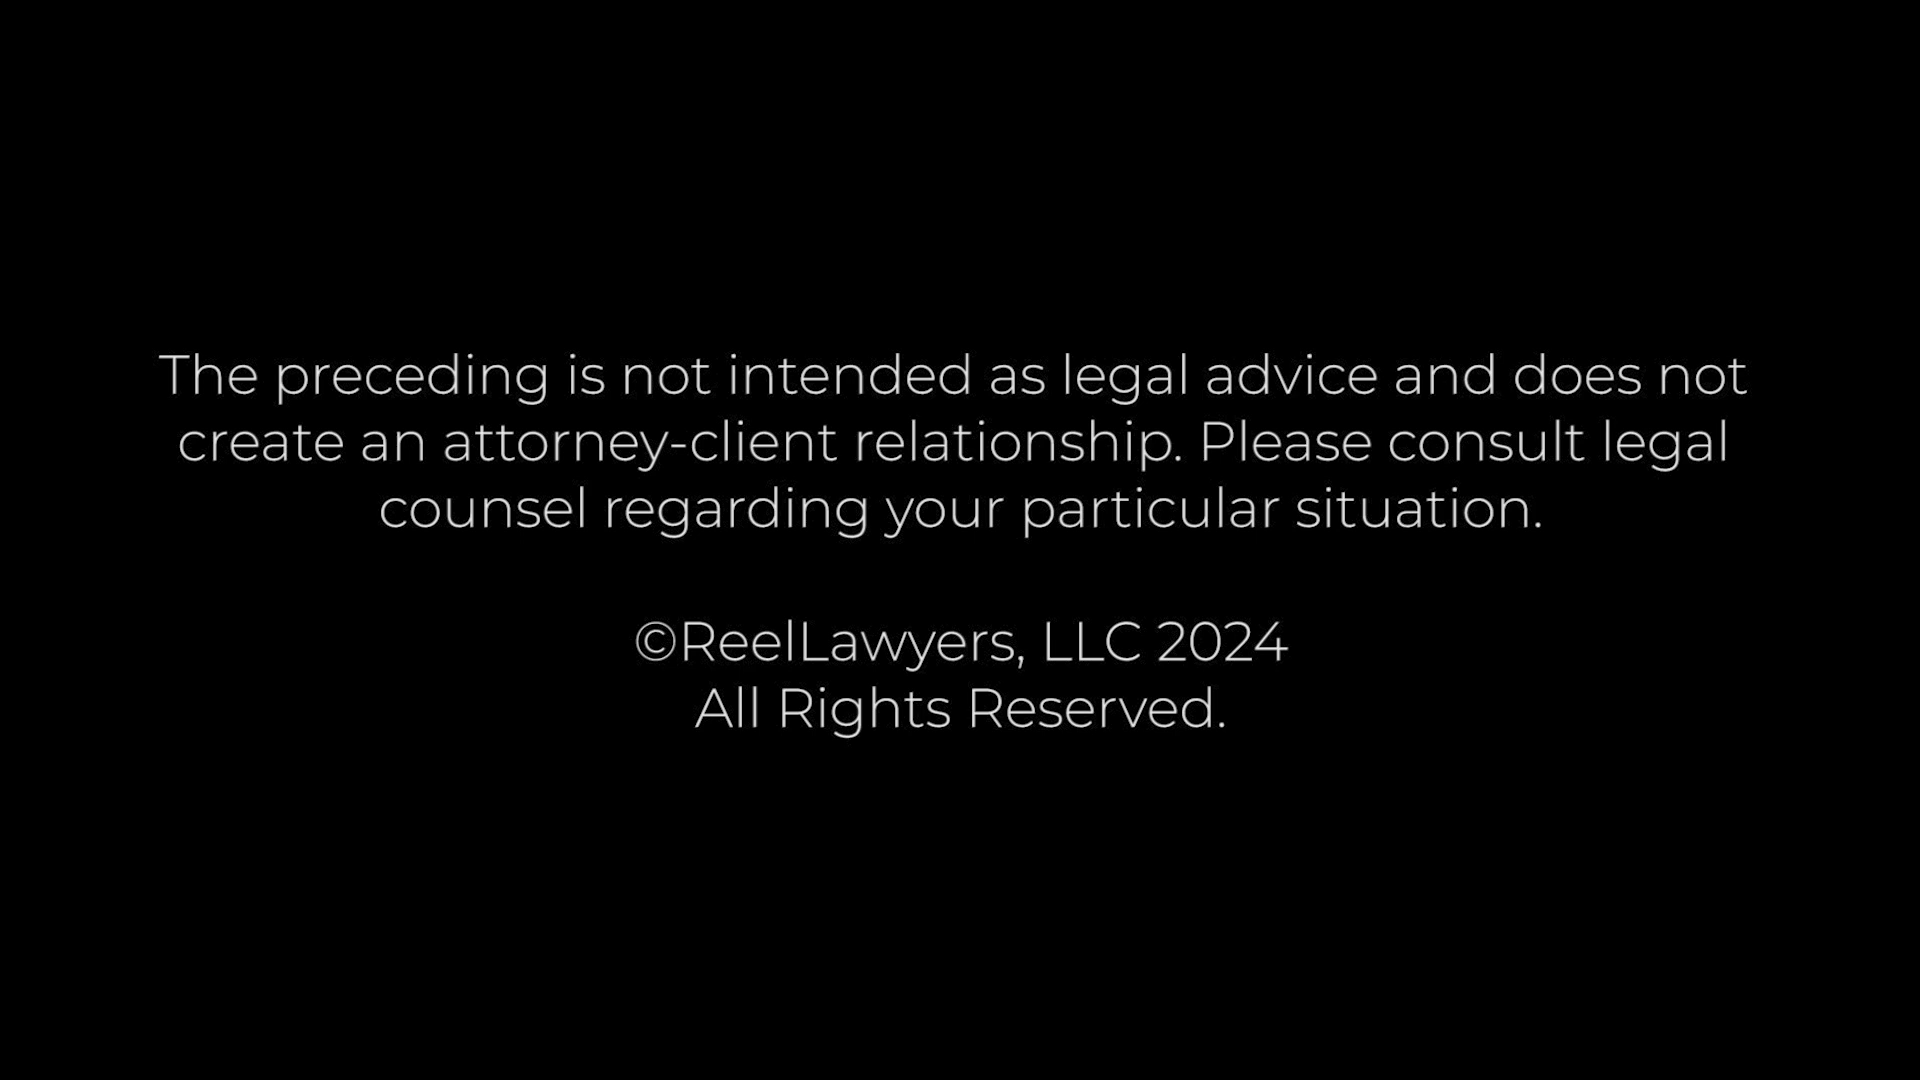 The preceding is not intended as legal advice and does not
create an attorney-client relationship. Please consult legal
counsel regarding your particular situation.
©ReelLawyers, LLC 2024
All Rights Reserved.